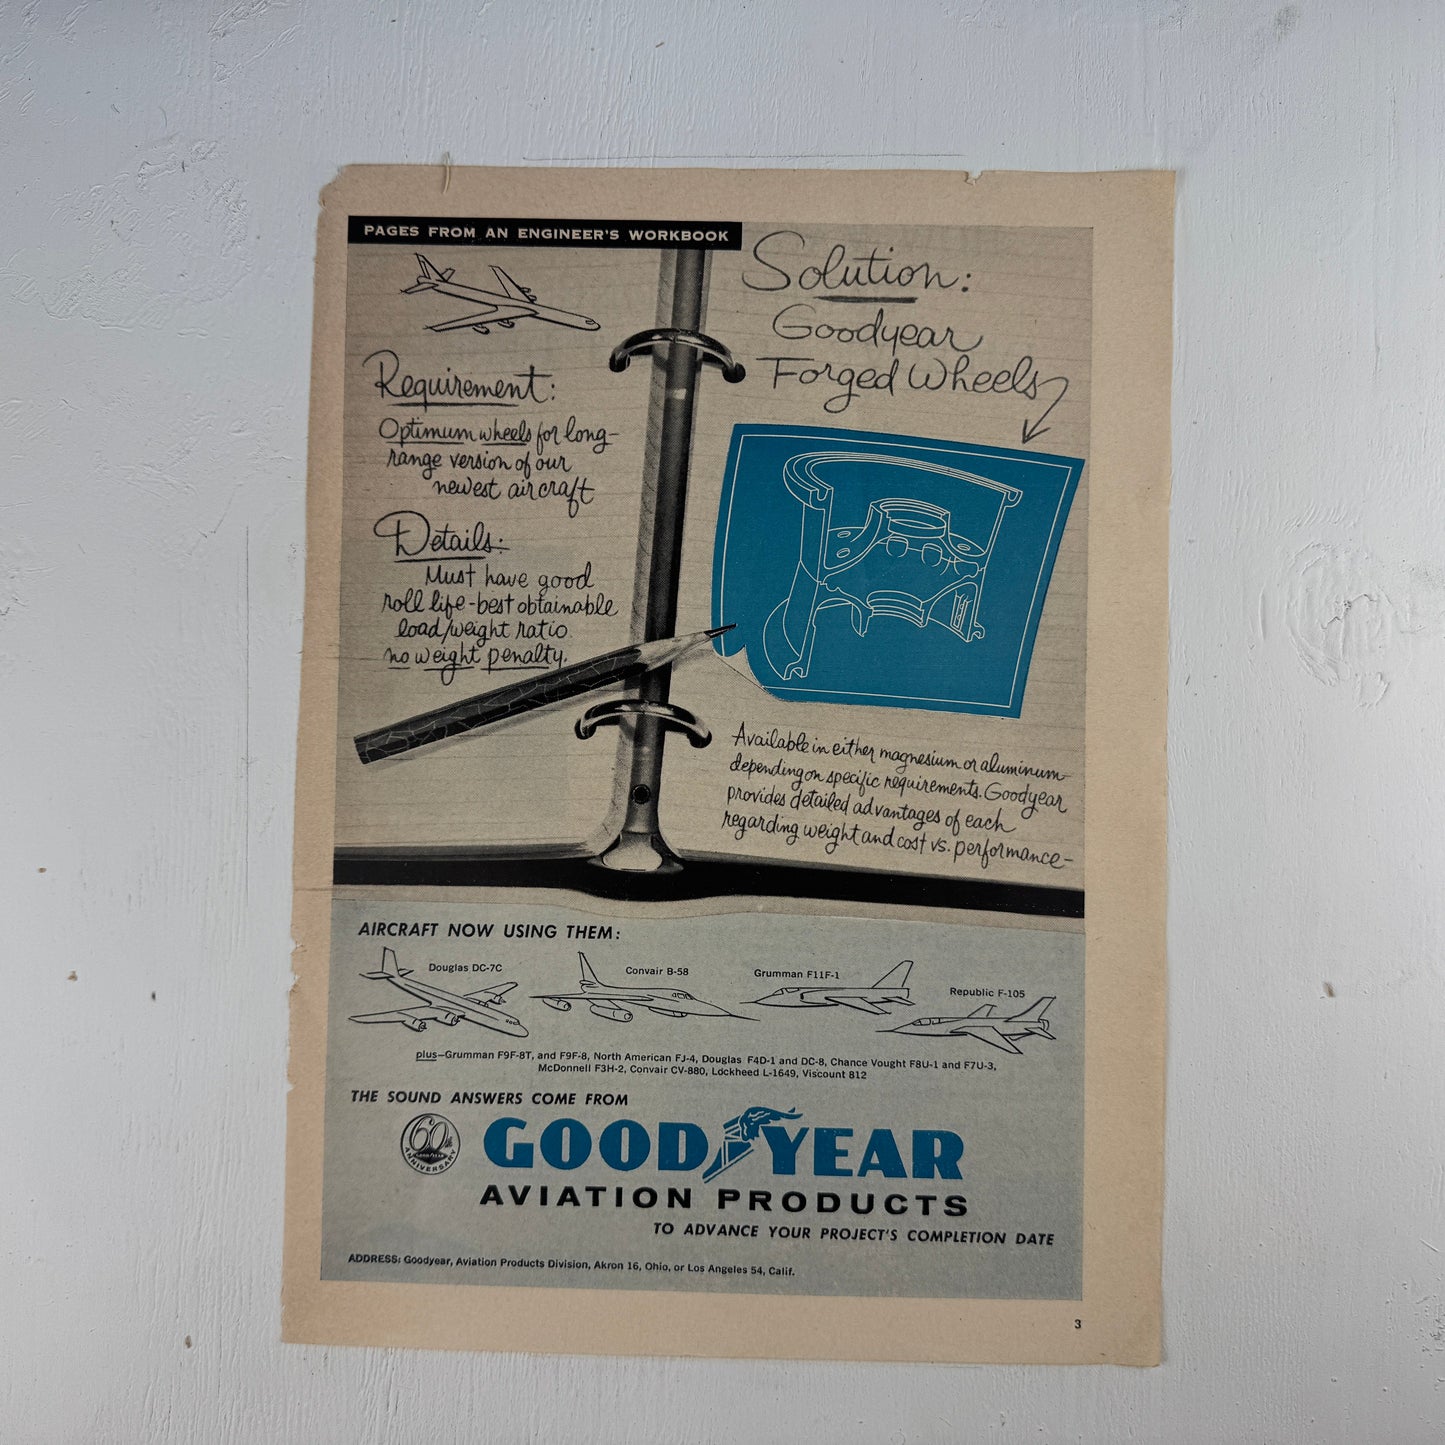 PAGES FROM AN ENGINEER'S WORKBOOK
Requirement:
Optimum wheels for long-
range version of our
newest aircraft
Details:
Must have good
roll life-best obtainable
load/weight ratio
no weight penalty.
Solution:
Goodyear
Forged Wheels
Available in either magnesium or aluminum-
depending on specific requirements. Goodyear
provides detailed advantages of each
regarding weight and cost vs. performance-
AIRCRAFT NOW USING THEM:
Douglas DC-7C
Convair B-58
Grumman F11F-1
Republic F-105
plus—Grumman F9F-8T, and F9F-8, North American FJ-4, Douglas F4D-1 and DC-8, Chance Vought F8U-1 and F7U-3,
McDonnell F3H-2, Convair CV-880, Lockheed L-1649, Viscount 812
THE SOUND ANSWERS COME FROM
60th
GOODYEAR
ANNIVERSARY
GOODYEAR
AVIATION PRODUCTS
TO ADVANCE YOUR PROJECT'S COMPLETION DATE
ADDRESS: Goodyear, Aviation Products Division, Akron 16, Ohio, or Los Angeles 54, Calif.
3